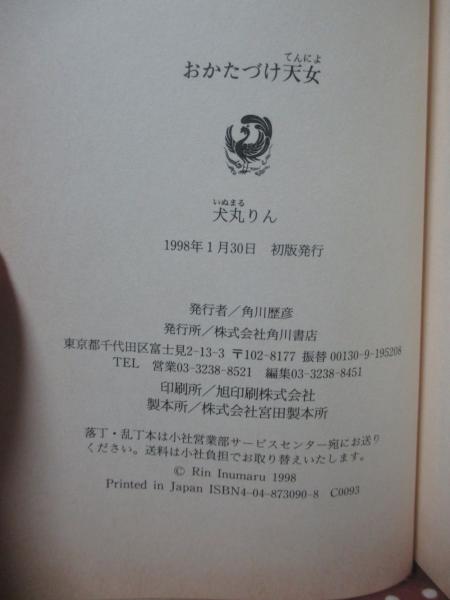 てんによ
おかたづけ天女
いぬまる
犬丸りん
1998年1月30日 初版発行
発行者／角川歴彦
発行所／株式会社角川書店
東京都千代田区富士見2-13-3 〒102-8177 振替00130-9-195208
TEL 営業03-3238-8521 編集03-3238-8451
印刷所／旭印刷株式会社
製本所／株式会社宮田製本所
落丁・乱丁本は小社営業部サービスセンター宛にお送り
ください。送料は小社負担でお取り替えいたします。
© Rin Inumaru 1998
Printed in Japan ISBN4-04-873090-8 C0093